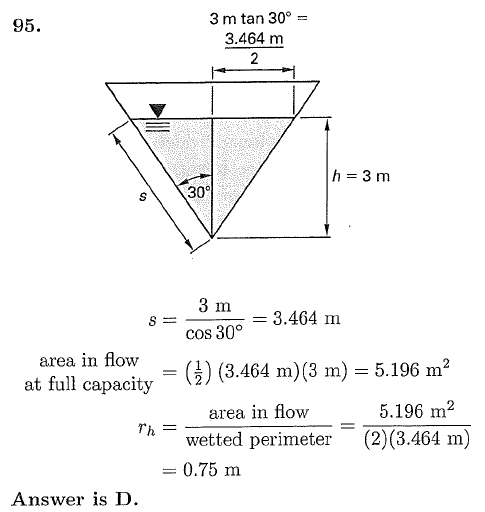 95.
3 m tan 30° =
3.464 m
2
30°
s
h = 3 m
s = 3 m / cos 30° = 3.464 m
area in flow at full capacity = (1/2) (3.464 m)(3 m) = 5.196 m²
r_h = area in flow / wetted perimeter = 5.196 m² / (2)(3.464 m)
= 0.75 m
Answer is D.